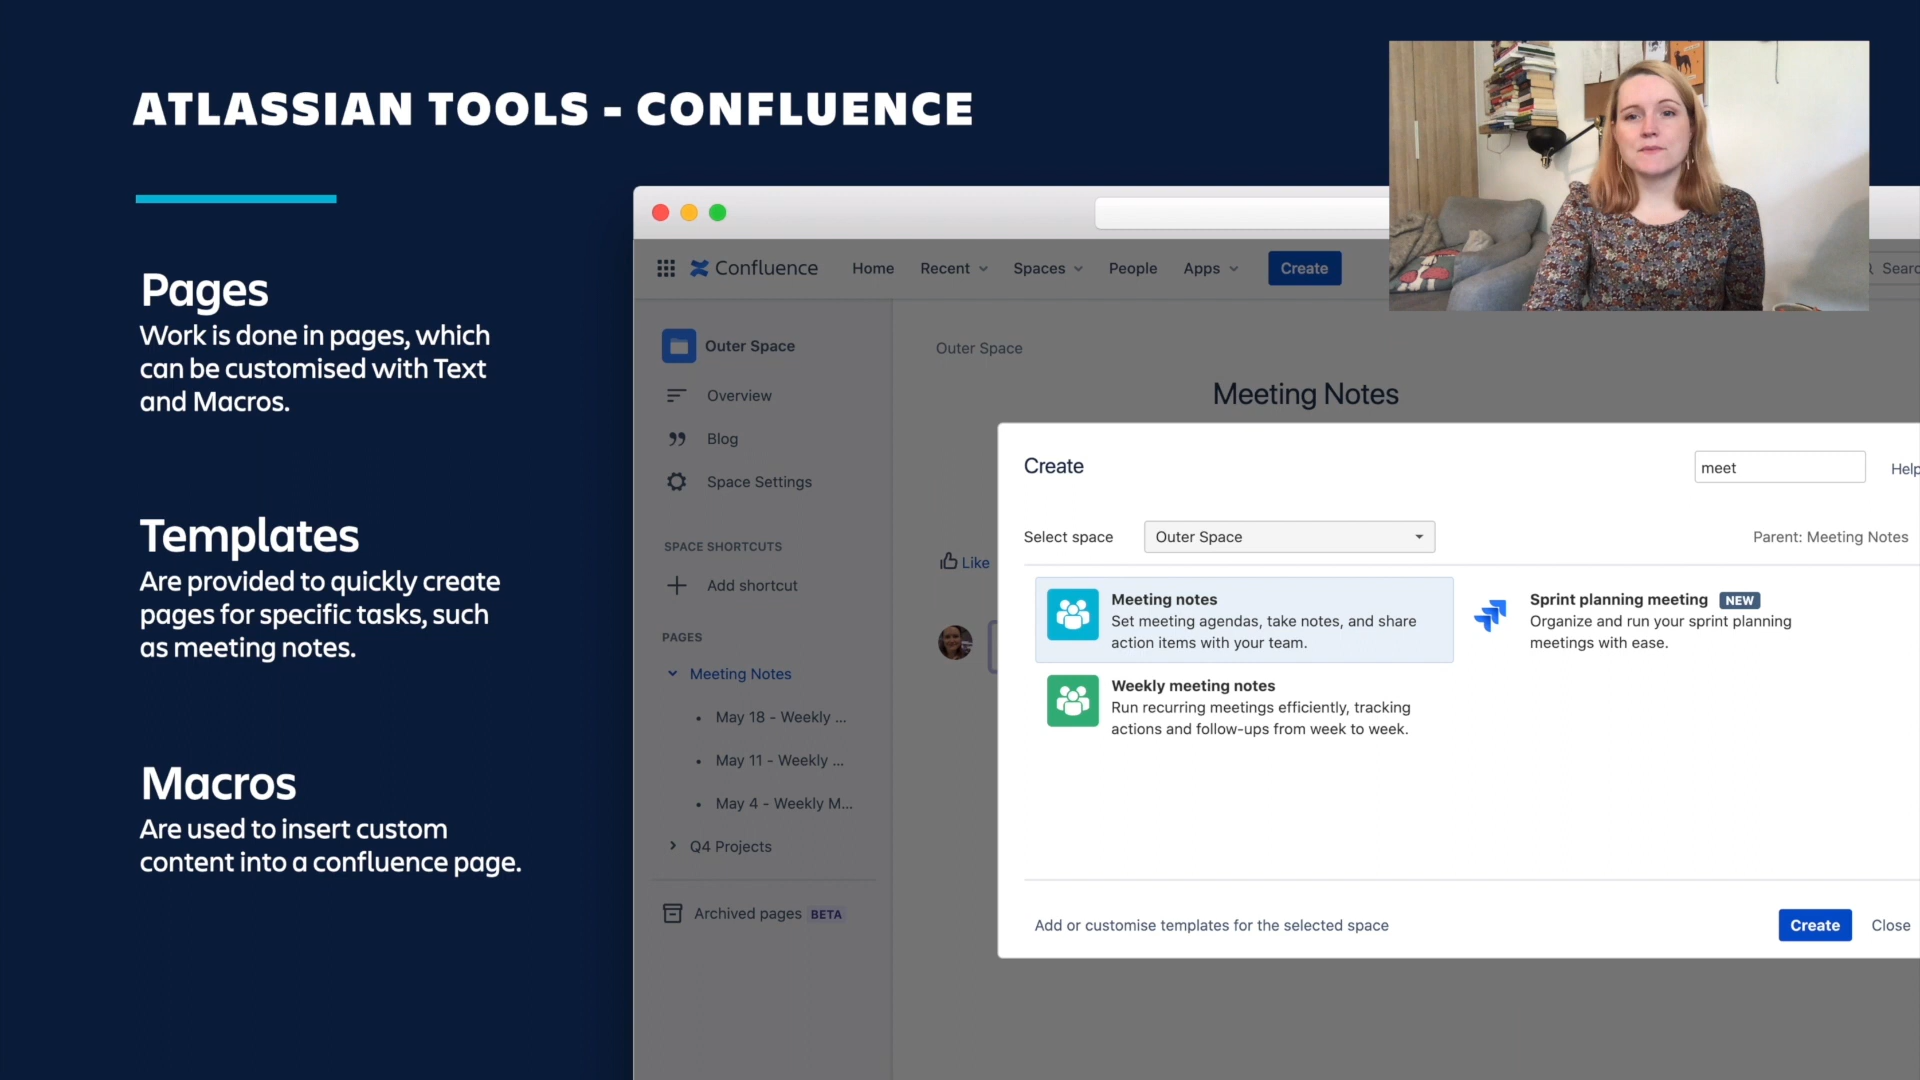 ATLASSIAN TOOLS - CONFLUENCE
Pages
Work is done in pages, which
can be customised with Text
and Macros.
Templates
Are provided to quickly create
pages for specific tasks, such
as meeting notes.
Macros
Are used to insert custom
content into a confluence page.
Confluence Home Recent Spaces People Apps Create Searc
Outer Space
Overview
Blog
Space Settings
SPACE SHORTCUTS
Add shortcut
PAGES
Meeting Notes
May 18 - Weekly ...
May 11 - Weekly ...
May 4 - Weekly M...
Q4 Projects
Archived pages BETA
Outer Space
Meeting Notes
Like
Create
meet
Help
Select space
Outer Space
Parent: Meeting Notes
Meeting notes
Set meeting agendas, take notes, and share
action items with your team.
Sprint planning meeting NEW
Organize and run your sprint planning
meetings with ease.
Weekly meeting notes
Run recurring meetings efficiently, tracking
actions and follow-ups from week to week.
Add or customise templates for the selected space
Create
Close